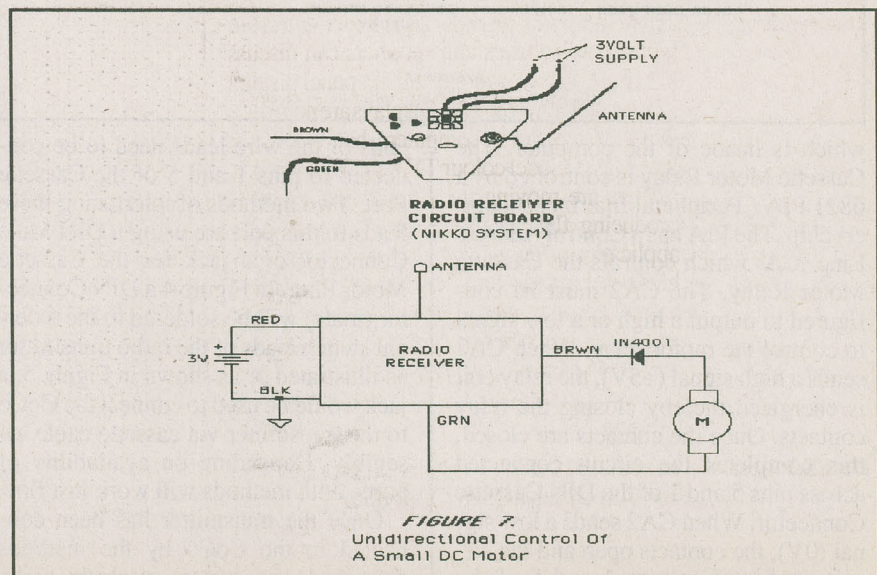 3VOLT
SUPPLY
ANTENNA
BROWN
GREEN
RADIO RECEIVER
CIRCUIT BOARD
(NIKKO SYSTEM)
ANTENNA
RED
3V
RADIO
RECEIVER
BRWN
IN4001
BLK
GRN
M
FIGURE 7.
Unidirectional Control Of
A Small DC Motor